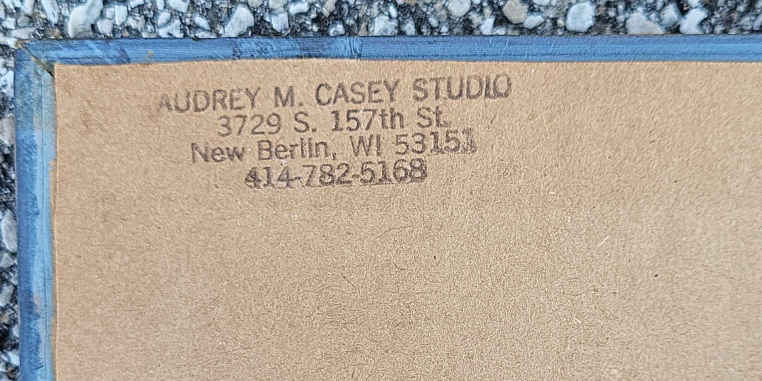 AUDREY M. CASEY STUDIO
3729 S. 157th St.
New Berlin, WI 53151
414-782-5168